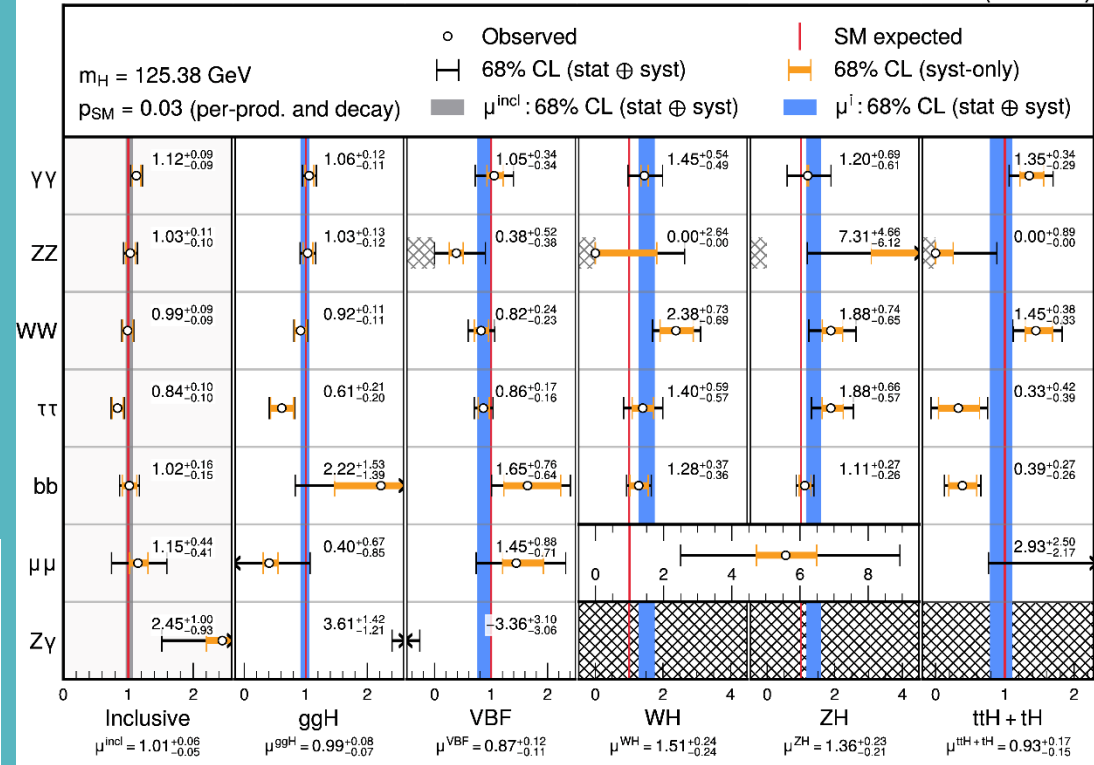 Observed SM expected
m_H = 125.38 GeV 68% CL (stat ⊕ syst) 68% CL (syst-only)
p_SM = 0.03 (per-prod. and decay) μ^incl : 68% CL (stat ⊕ syst) μ^i : 68% CL (stat ⊕ syst)
γγ 1.12 +0.09 −0.09 1.06 +0.12 −0.11 1.05 +0.34 −0.34 1.45 +0.54 −0.49 1.20 +0.69 −0.61 1.35 +0.34 −0.29
ZZ 1.03 +0.11 −0.10 1.03 +0.13 −0.12 0.38 +0.52 −0.38 0.00 +2.64 −0.00 7.31 +4.66 −6.12 0.00 +0.89 −0.00
WW 0.99 +0.09 −0.09 0.92 +0.11 −0.11 0.82 +0.24 −0.23 2.38 +0.73 −0.69 1.88 +0.74 −0.65 1.45 +0.38 −0.33
ττ 0.84 +0.10 −0.10 0.61 +0.21 −0.20 0.86 +0.17 −0.16 1.40 +0.59 −0.57 1.88 +0.66 −0.57 0.33 +0.42 −0.39
bb 1.02 +0.16 −0.15 2.22 +1.53 −1.39 1.65 +0.76 −0.64 1.28 +0.37 −0.36 1.11 +0.27 −0.26 0.39 +0.27 −0.26
μμ 1.15 +0.44 −0.41 0.40 +0.67 −0.85 1.45 +0.88 −0.71 2.93 +2.50 −2.17
0 2 4 6 8
Zγ 2.45 +1.00 −0.93 3.61 +1.42 −1.21 −3.36 +3.10 −3.06
0 1 2 0 1 2 0 1 2 0 2 4 0 2 4 0 1 2
Inclusive ggH VBF WH ZH ttH + tH
μ^incl = 1.01 +0.06 −0.05 μ^ggH = 0.99 +0.08 −0.07 μ^VBF = 0.87 +0.12 −0.11 μ^WH = 1.51 +0.24 −0.24 μ^ZH = 1.36 +0.23 −0.21 μ^ttH + tH = 0.93 +0.17 −0.15